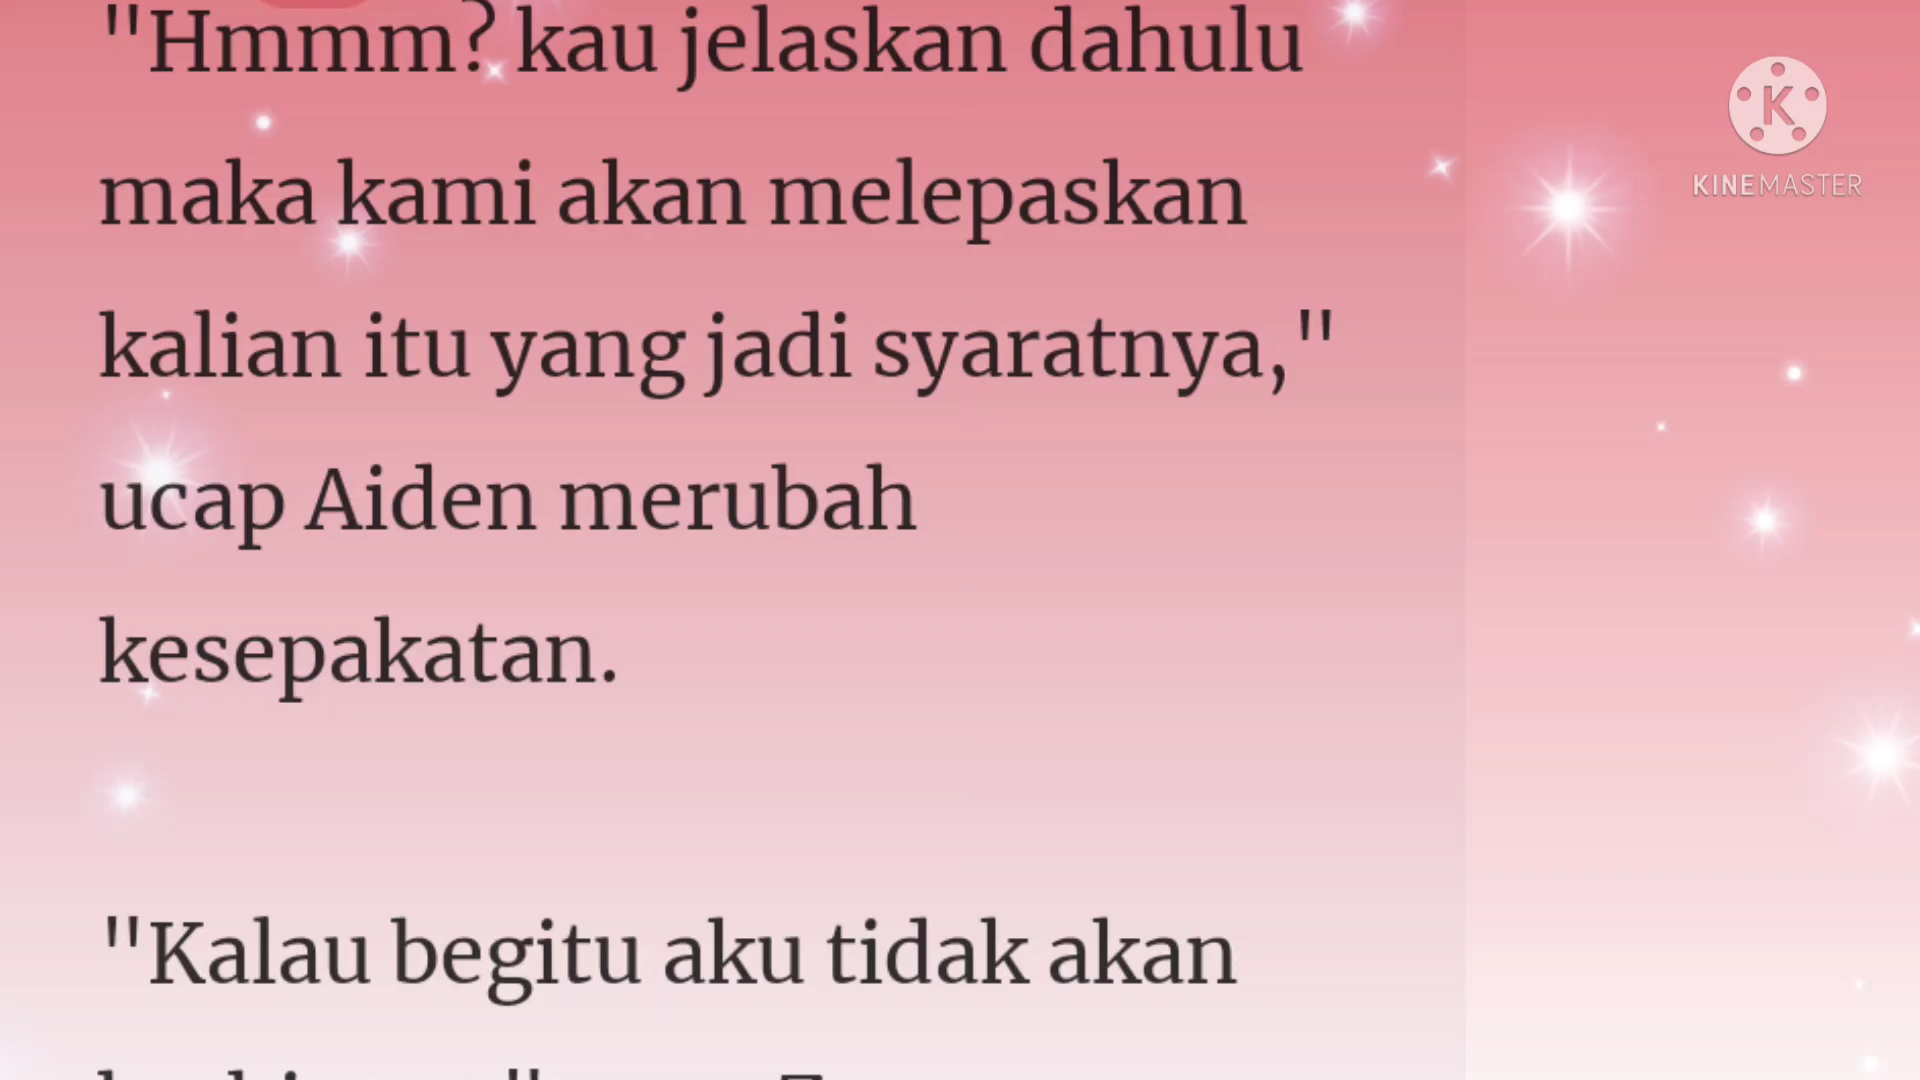 "Hmmm? kau jelaskan dahulu
maka kami akan melepaskan
kalian itu yang jadi syaratnya,"
ucap Aiden merubah
kesepakatan.
"Kalau begitu aku tidak akan
K
KINEMASTER